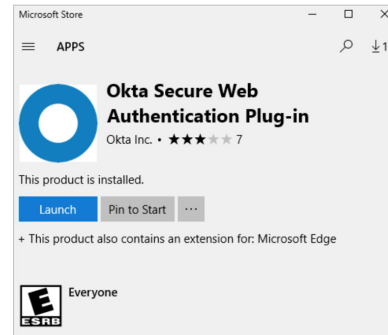 Microsoft Store
APPS
1
Okta Secure Web
Authentication Plug-in
Okta Inc. • ★★★★★ 7
This product is installed.
Launch
Pin to Start
...
+ This product also contains an extension for: Microsoft Edge
E
ESRB
Everyone